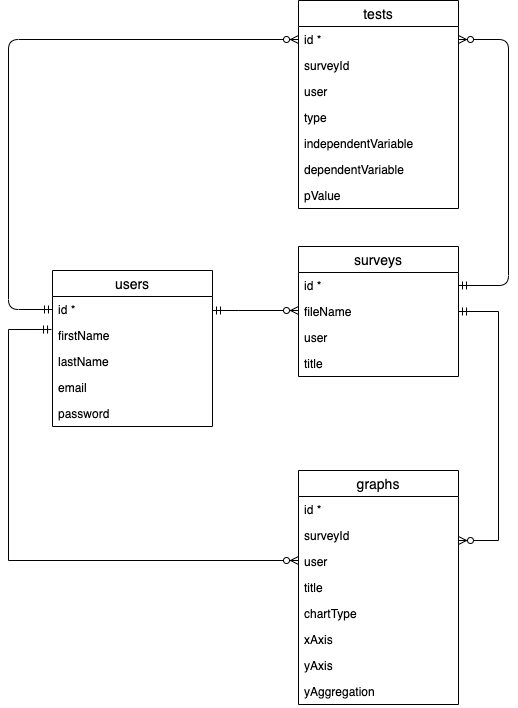 tests
id *
surveyId
user
type
independentVariable
dependentVariable
pValue
surveys
id *
fileName
user
title
users
id *
firstName
lastName
email
password
graphs
id *
surveyId
user
title
chartType
xAxis
yAxis
yAggregation